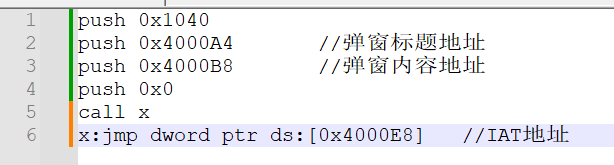 1 push 0x1040
2 push 0x4000A4 //弹窗标题地址
3 push 0x4000B8 //弹窗内容地址
4 push 0x0
5 call x
6 x:jmp dword ptr ds:[0x4000E8] //IAT地址